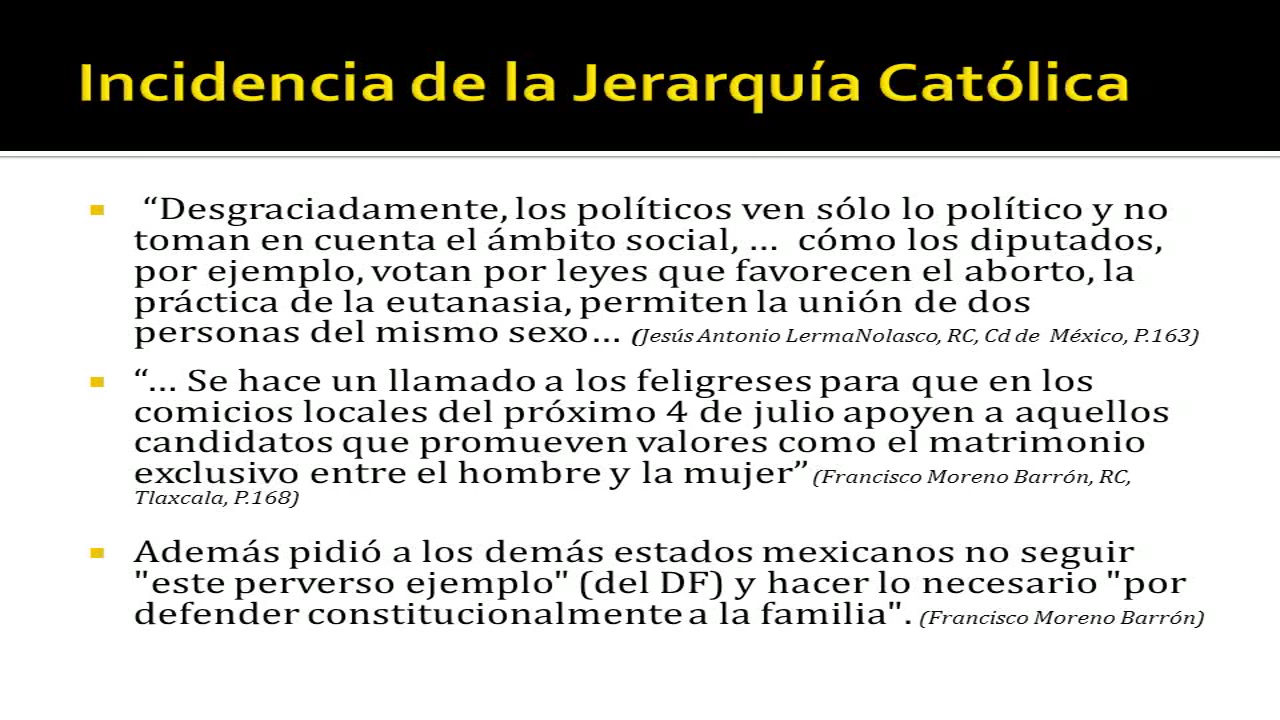 Incidencia de la Jerarquía Católica
“Desgraciadamente, los políticos ven sólo lo político y no
toman en cuenta el ámbito social, ... cómo los diputados,
por ejemplo, votan por leyes que favorecen el aborto, la
práctica de la eutanasia, permiten la unión de dos
personas del mismo sexo... (Jesús Antonio LermaNolasco, RC, Cd de México, P.163)
“... Se hace un llamado a los feligreses para que en los
comicios locales del próximo 4 de julio apoyen a aquellos
candidatos que promueven valores como el matrimonio
exclusivo entre el hombre y la mujer” (Francisco Moreno Barrón, RC,
Tlaxcala, P.168)
Además pidió a los demás estados mexicanos no seguir
"este perverso ejemplo" (del DF) y hacer lo necesario "por
defender constitucionalmente a la familia". (Francisco Moreno Barrón)